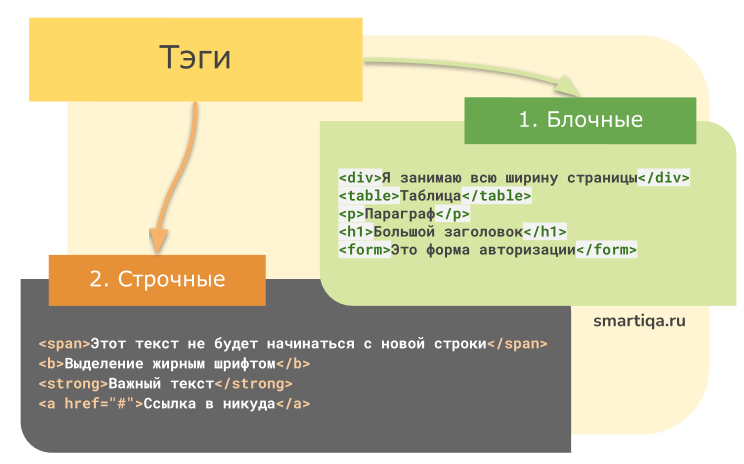 Тэги
1. Блочные
<div>Я занимаю всю ширину страницы</div>
<table>Таблица</table>
<p>Параграф</p>
<h1>Большой заголовок</h1>
<form>Это форма авторизации</form>
2. Строчные
smartiqa.ru
<span>Этот текст не будет начинаться с новой строки</span>
<b>Выделение жирным шрифтом</b>
<strong>Важный текст</strong>
<a href="#">Ссылка в никуда</a>